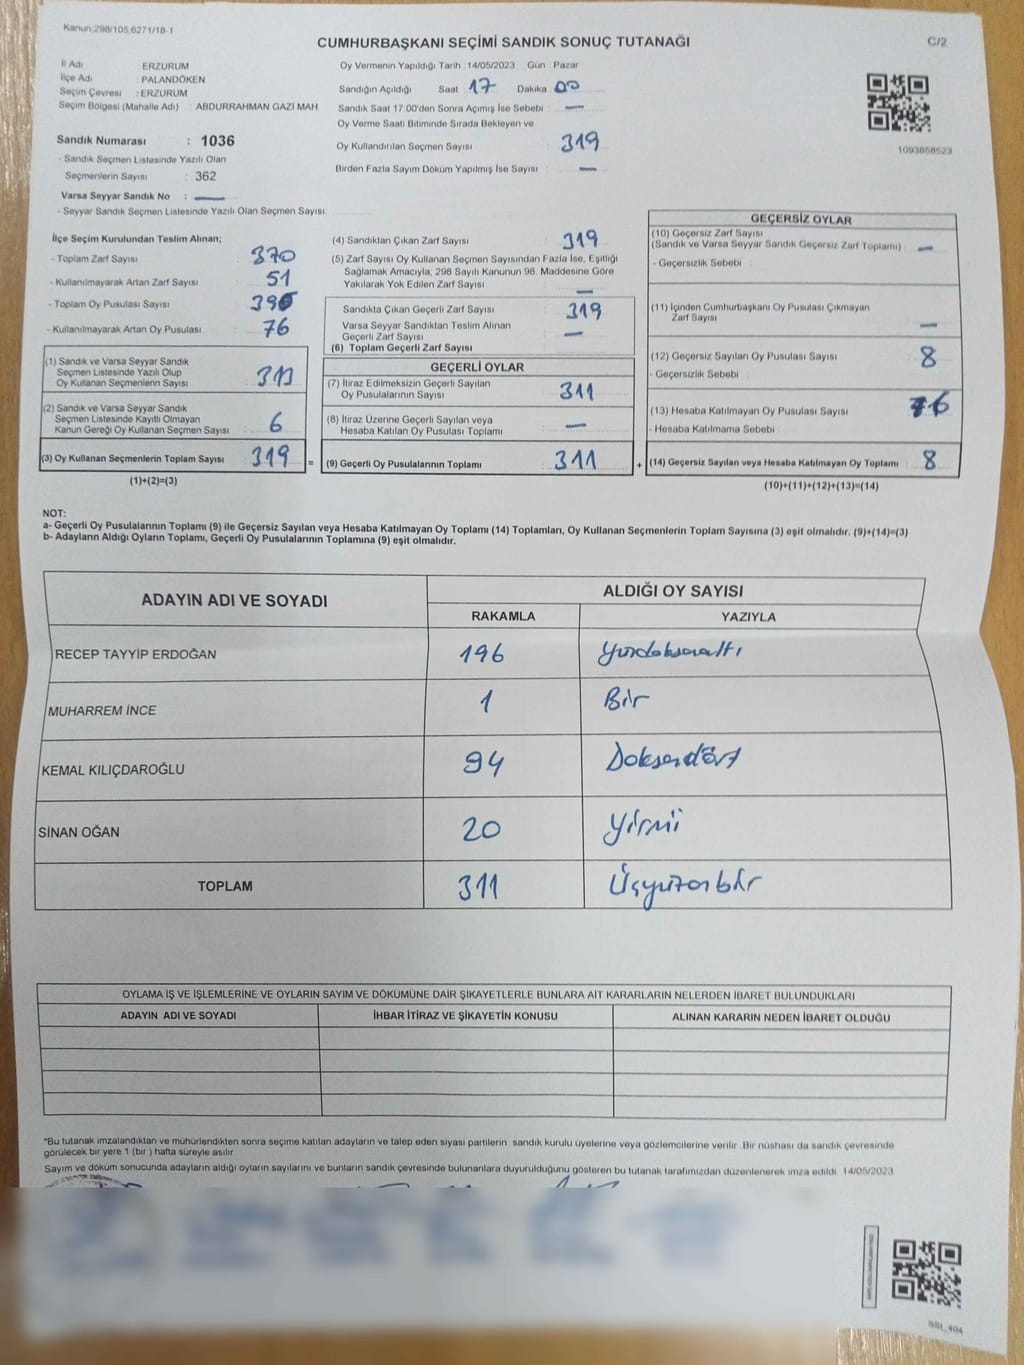 Kanun:298/105,6271/18-1
CUMHURBAŞKANI SEÇİMİ SANDIK SONUÇ TUTANAĞI
C/2
İl Adı : ERZURUM
İlçe Adı : PALANDÖKEN
Seçim Çevresi : ERZURUM
Seçim Bölgesi (Mahalle Adı) : ABDURRAHMAN GAZİ MAH
Sandık Numarası : 1036
- Sandık Seçmen Listesinde Yazılı Olan
Seçmenlerin Sayısı : 362
Varsa Seyyar Sandık No : —
- Seyyar Sandık Seçmen Listesinde Yazılı Olan Seçmen Sayısı
Oy Vermenin Yapıldığı Tarih : 14/05/2023 Gün : Pazar
Sandığın Açıldığı Saat : 17 Dakika 00
Sandık Saat 17:00'den Sonra Açılmış İse Sebebi : —
Oy Verme Saati Bitiminde Sırada Bekleyen ve
Oy Kullandırılan Seçmen Sayısı : 319
Birden Fazla Sayım Döküm Yapılmış İse Sayısı : —
1093858523
İlçe Seçim Kurulundan Teslim Alınan;
- Toplam Zarf Sayısı : 370
- Kullanılmayarak Artan Zarf Sayısı : 51
- Toplam Oy Pusulası Sayısı : 395
- Kullanılmayarak Artan Oy Pusulası : 76
(1) Sandık ve Varsa Seyyar Sandık
Seçmen Listesinde Yazılı Olup
Oy Kullanan Seçmenlerin Sayısı : 313
(2) Sandık ve Varsa Seyyar Sandık
Seçmen Listesinde Kayıtlı Olmayan
Kanun Gereği Oy Kullanan Seçmen Sayısı : 6
(3) Oy Kullanan Seçmenlerin Toplam Sayısı : 319
(1)+(2)=(3)
(4) Sandıktan Çıkan Zarf Sayısı : 319
(5) Zarf Sayısı Oy Kullanan Seçmen Sayısından Fazla İse, Eşitliği
Sağlamak Amacıyla, 298 Sayılı Kanunun 98. Maddesine Göre
Yakılarak Yok Edilen Zarf Sayısı : —
Sandıkta Çıkan Geçerli Zarf Sayısı : 319
Varsa Seyyar Sandıktan Teslim Alınan
Geçerli Zarf Sayısı : —
(6) Toplam Geçerli Zarf Sayısı
GEÇERLİ OYLAR
(7) İtiraz Edilmeksizin Geçerli Sayılan
Oy Pusulalarının Sayısı : 311
(8) İtiraz Üzerine Geçerli Sayılan veya
Hesaba Katılan Oy Pusulası Toplamı : —
= (9) Geçerli Oy Pusulalarının Toplamı : 311
GEÇERSİZ OYLAR
(10) Geçersiz Zarf Sayısı
(Sandık ve Varsa Seyyar Sandık Geçersiz Zarf Toplamı) : —
- Geçersizlik Sebebi :
(11) İçinden Cumhurbaşkanı Oy Pusulası Çıkmayan
Zarf Sayısı : —
(12) Geçersiz Sayılan Oy Pusulası Sayısı : 8
- Geçersizlik Sebebi :
(13) Hesaba Katılmayan Oy Pusulası Sayısı : 76
- Hesaba Katılmama Sebebi :
+ (14) Geçersiz Sayılan veya Hesaba Katılmayan Oy Toplamı : 8
(10)+(11)+(12)+(13)=(14)
NOT:
a- Geçerli Oy Pusulalarının Toplamı (9) ile Geçersiz Sayılan veya Hesaba Katılmayan Oy Toplamı (14) Toplamları, Oy Kullanan Seçmenlerin Toplam Sayısına (3) eşit olmalıdır. (9)+(14)=(3)
b- Adayların Aldığı Oyların Toplamı, Geçerli Oy Pusulalarının Toplamına (9) eşit olmalıdır.
ADAYIN ADI VE SOYADI
ALDIĞI OY SAYISI
RAKAMLA YAZIYLA
RECEP TAYYİP ERDOĞAN 196 Yüzdoksanaltı
MUHARREM İNCE 1 Bir
KEMAL KILIÇDAROĞLU 94 Doksandört
SİNAN OĞAN 20 Yirmi
TOPLAM 311 Üçyüzonbir
OYLAMA İŞ VE İŞLEMLERİNE VE OYLARIN SAYIM VE DÖKÜMÜNE DAİR ŞİKAYETLERLE BUNLARA AİT KARARLARIN NELERDEN İBARET BULUNDUKLARI
ADAYIN ADI VE SOYADI İHBAR İTİRAZ VE ŞİKAYETİN KONUSU ALINAN KARARIN NEDEN İBARET OLDUĞU
*Bu tutanak imzalandıktan ve mühürlendikten sonra seçime katılan adayların ve talep eden siyasi partilerin sandık kurulu üyelerine veya gözlemcilerine verilir. Bir nüshası da sandık çevresinde
görülecek bir yere 1 (bir ) hafta süreyle asılır.
Sayım ve döküm sonucunda adayların aldığı oyların sayılarını ve bunların sandık çevresinde bulunanlara duyurulduğunu gösteren bu tutanak tarafımızdan düzenlenerek imza edildi. 14/05/2023